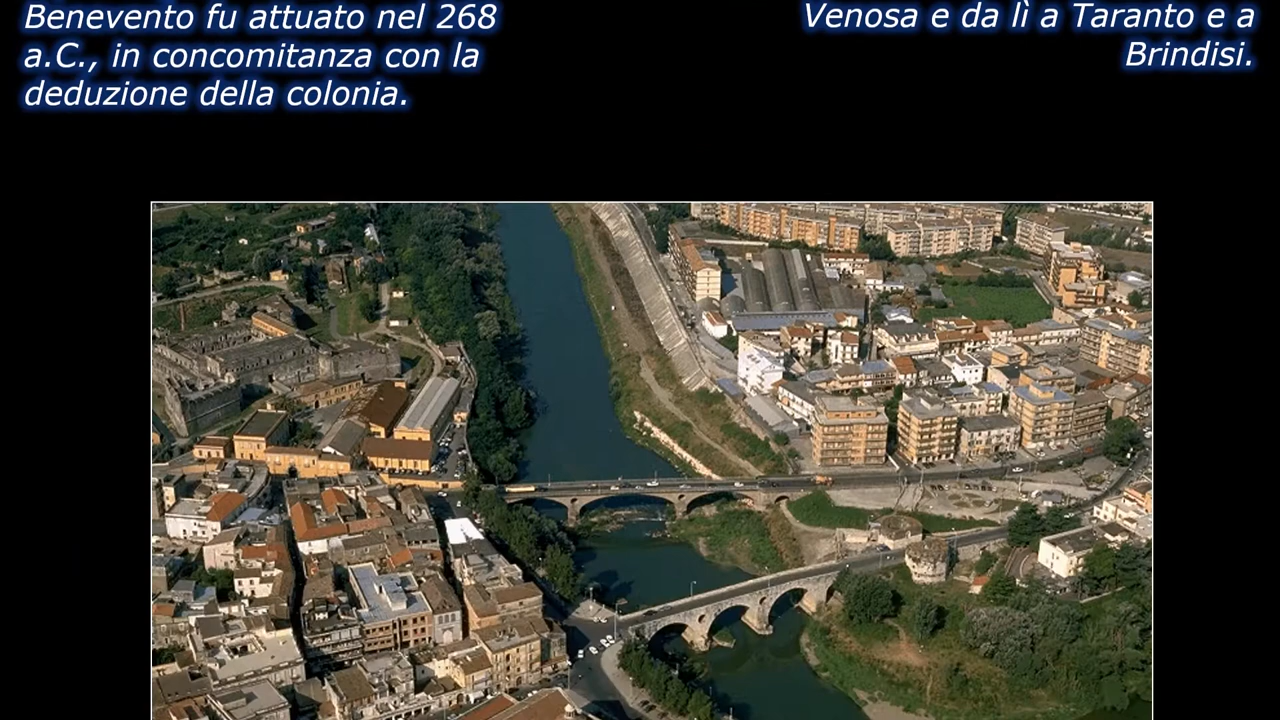 Benevento fu attuato nel 268
a.C., in concomitanza con la
deduzione della colonia.
Venosa e da lì a Taranto e a
Brindisi.